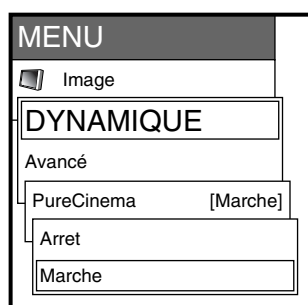 MENU
Image
DYNAMIQUE
Avancé
PureCinema [Marche]
Arret
Marche